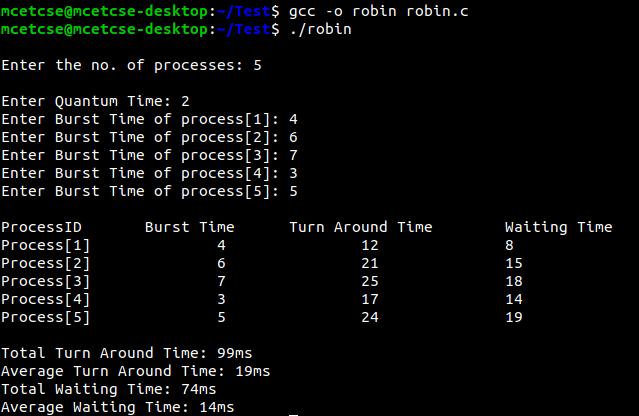 mcetcse@mcetcse-desktop:~/Test$ gcc -o robin robin.c
mcetcse@mcetcse-desktop:~/Test$ ./robin
Enter the no. of processes: 5
Enter Quantum Time: 2
Enter Burst Time of process[1]: 4
Enter Burst Time of process[2]: 6
Enter Burst Time of process[3]: 7
Enter Burst Time of process[4]: 3
Enter Burst Time of process[5]: 5
ProcessID Burst Time Turn Around Time Waiting Time
Process[1] 4 12 8
Process[2] 6 21 15
Process[3] 7 25 18
Process[4] 3 17 14
Process[5] 5 24 19
Total Turn Around Time: 99ms
Average Turn Around Time: 19ms
Total Waiting Time: 74ms
Average Waiting Time: 14ms